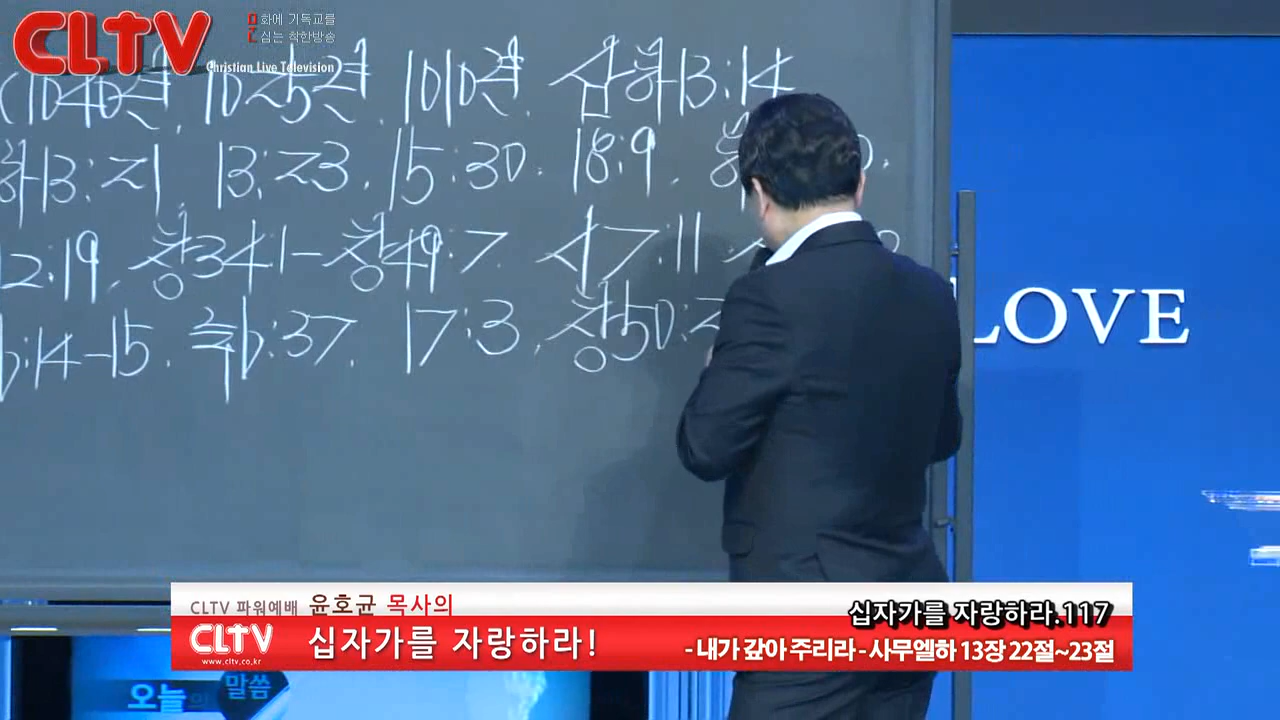 CLTV
문화에 기독교를
심는 착한방송
Christian Live Television
(1040년, 1025년, 1010년, 삼하13:14
하13:21, 13:23, 15:30, 18:9,
12:19, 창34:1-창49:7, 시7:11
6:14-15, 죽6:37, 17:3, 창50:2
LOVE
CLTV 파워예배 윤호균 목사의
CLTV
www.cltv.co.kr
십자가를 자랑하라!
십자가를 자랑하라.117
- 내가 갚아 주리라 - 사무엘하 13장 22절~23절
오늘의 말씀